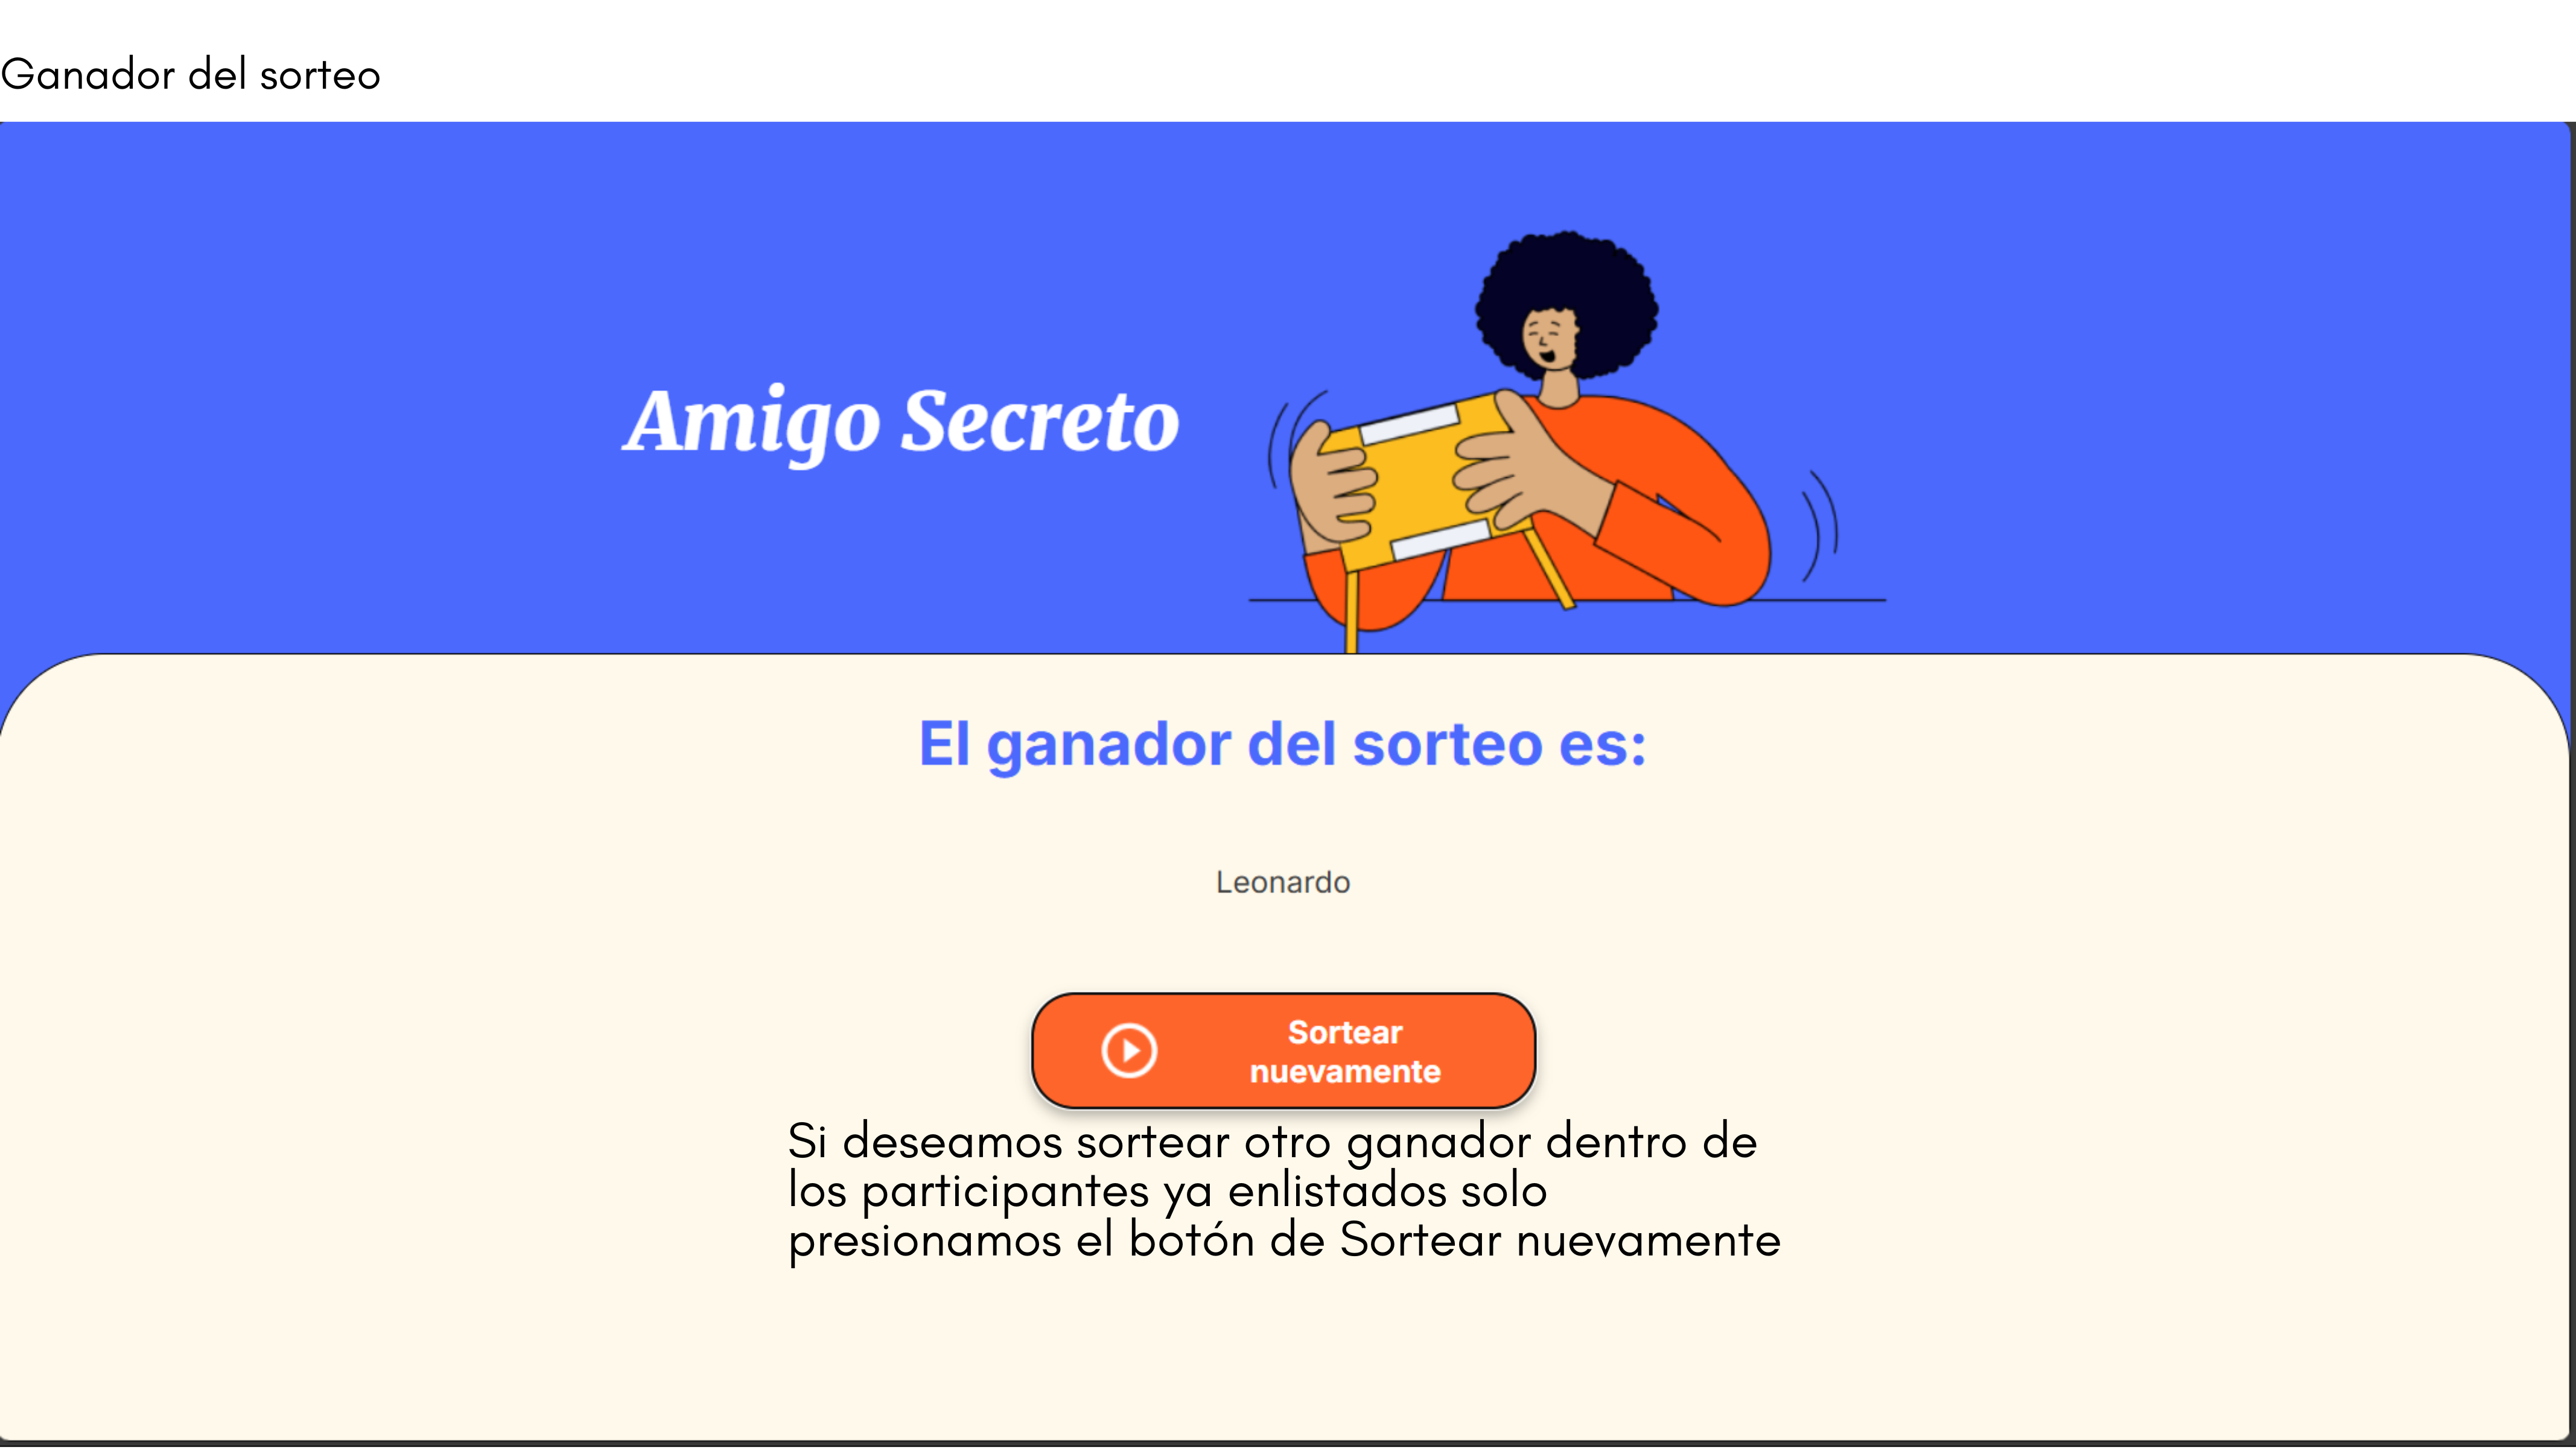 Ganador del sorteo
Amigo Secreto
El ganador del sorteo es:
Leonardo
Sortear
nuevamente
Si deseamos sortear otro ganador dentro de
los participantes ya enlistados solo
presionamos el botón de Sortear nuevamente